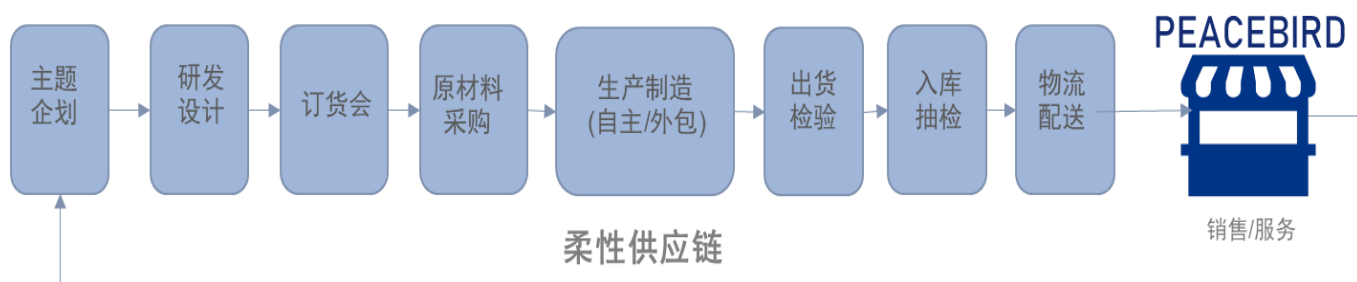 主题
企划
研发
设计
订货会
原材料
采购
生产制造
(自主/外包)
出货
检验
入库
抽检
物流
配送
PEACEBIRD
销售/服务
柔性供应链